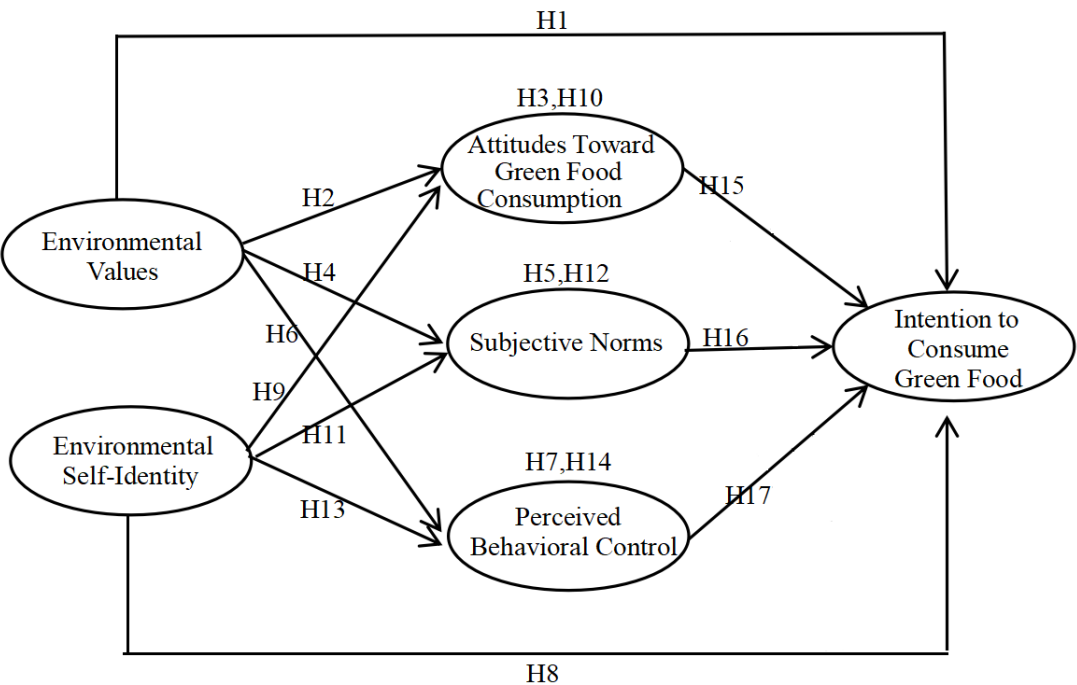 H1
H3,H10
Attitudes Toward
Green Food
Consumption
H15
H2
Environmental
Values
H4
H5,H12
Subjective Norms
H16
Intention to
Consume
Green Food
H6
H9
H11
Environmental
Self-Identity
H13
H7,H14
Perceived
Behavioral Control
H17
H8